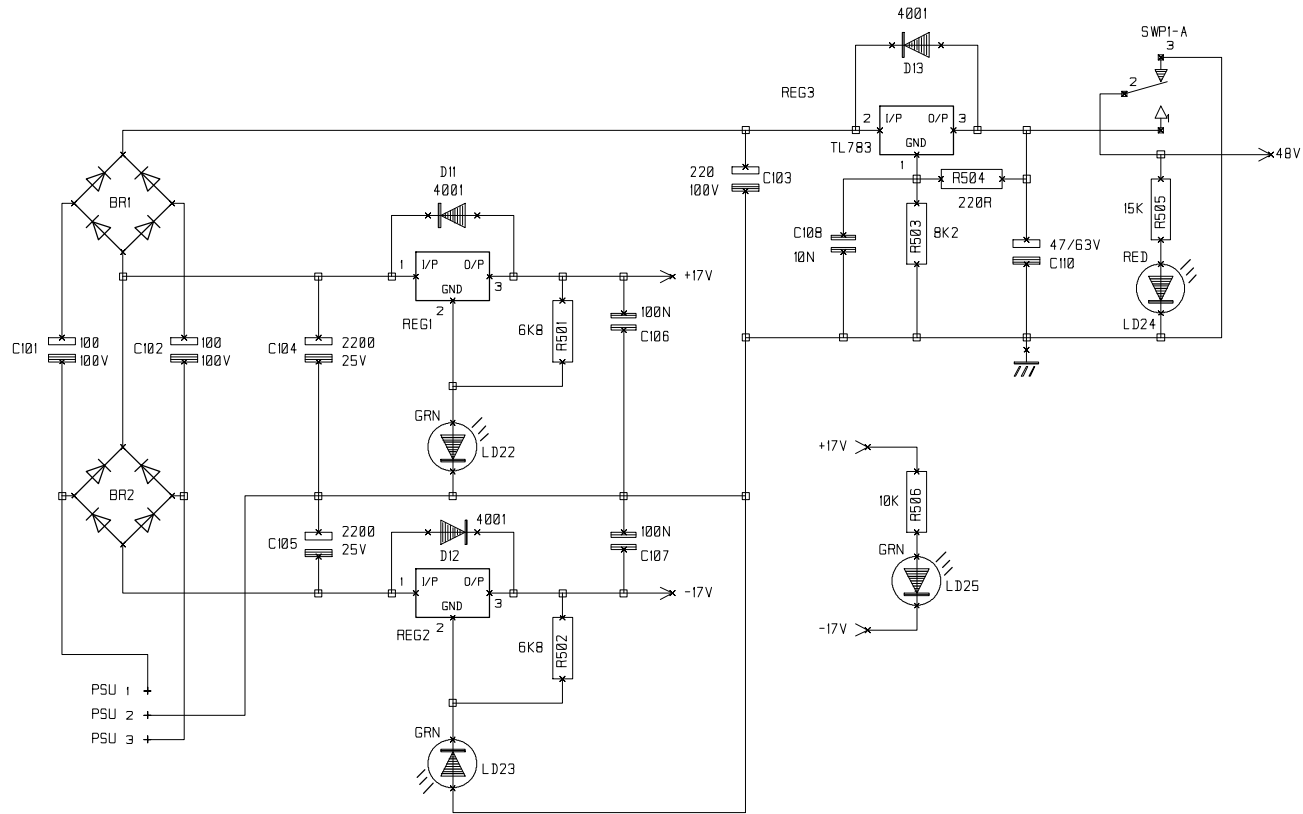 4001
D13
SWP1-A
3
2
1
REG3
2 I/P O/P 3
GND
TL783
1
48V
BR1
D11
4001
220
100V
C103
R504
220R
R503
8K2
C108
10N
47/63V
C110
15K
R505
RED
LD24
1 I/P O/P 3
GND
2
REG1
+17V
6K8
R501
100N
C106
C101
100
100V
C102
100
100V
C104
2200
25V
GRN
LD22
+17V
10K
R506
GRN
LD25
-17V
BR2
C105
2200
25V
4001
D12
100N
C107
1 I/P O/P 3
GND
2
REG2
-17V
6K8
R502
PSU 1
PSU 2
PSU 3
GRN
LD23